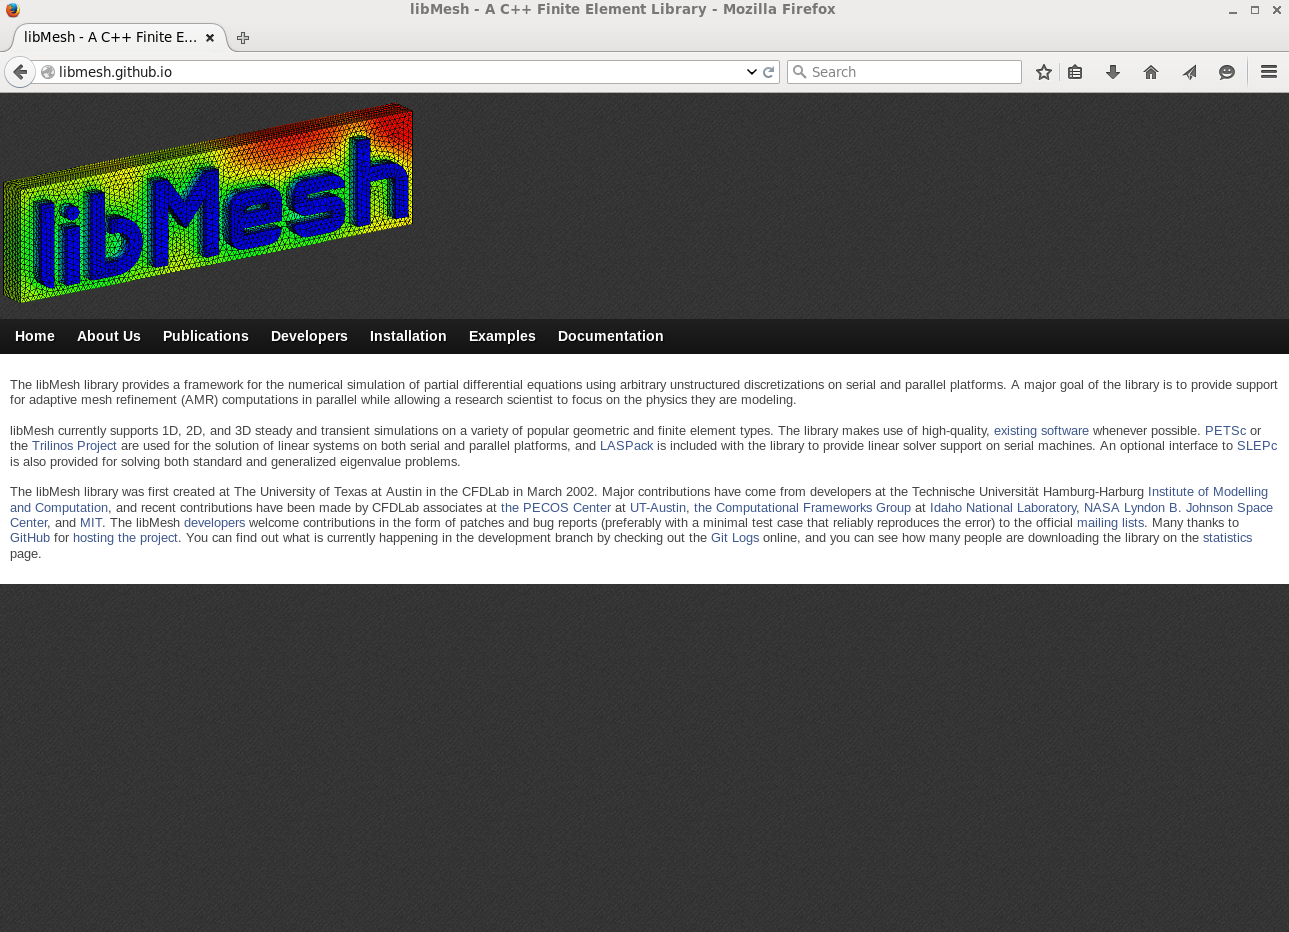 libMesh - A C++ Finite Element Library - Mozilla Firefox
libMesh - A C++ Finite E...
libmesh.github.io
Search
libMesh
Home About Us Publications Developers Installation Examples Documentation
The libMesh library provides a framework for the numerical simulation of partial differential equations using arbitrary unstructured discretizations on serial and parallel platforms. A major goal of the library is to provide support
for adaptive mesh refinement (AMR) computations in parallel while allowing a research scientist to focus on the physics they are modeling.
libMesh currently supports 1D, 2D, and 3D steady and transient simulations on a variety of popular geometric and finite element types. The library makes use of high-quality, existing software whenever possible. PETSc or
the Trilinos Project are used for the solution of linear systems on both serial and parallel platforms, and LASPack is included with the library to provide linear solver support on serial machines. An optional interface to SLEPc
is also provided for solving both standard and generalized eigenvalue problems.
The libMesh library was first created at The University of Texas at Austin in the CFDLab in March 2002. Major contributions have come from developers at the Technische Universität Hamburg-Harburg Institute of Modelling
and Computation, and recent contributions have been made by CFDLab associates at the PECOS Center at UT-Austin, the Computational Frameworks Group at Idaho National Laboratory, NASA Lyndon B. Johnson Space
Center, and MIT. The libMesh developers welcome contributions in the form of patches and bug reports (preferably with a minimal test case that reliably reproduces the error) to the official mailing lists. Many thanks to
GitHub for hosting the project. You can find out what is currently happening in the development branch by checking out the Git Logs online, and you can see how many people are downloading the library on the statistics
page.